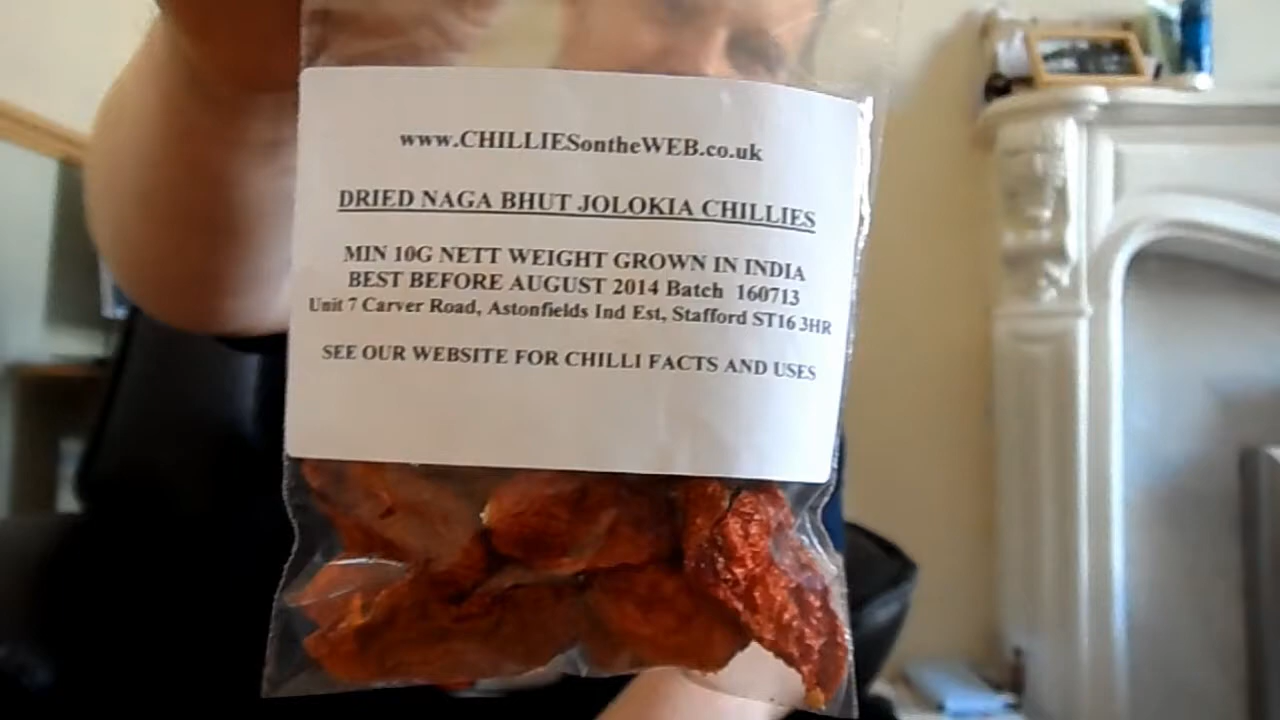 www.CHILLIESontheWEB.co.uk
DRIED NAGA BHUT JOLOKIA CHILLIES
MIN 10G NETT WEIGHT GROWN IN INDIA
BEST BEFORE AUGUST 2014 Batch 160713
Unit 7 Carver Road, Astonfields Ind Est, Stafford ST16 3HR
SEE OUR WEBSITE FOR CHILLI FACTS AND USES